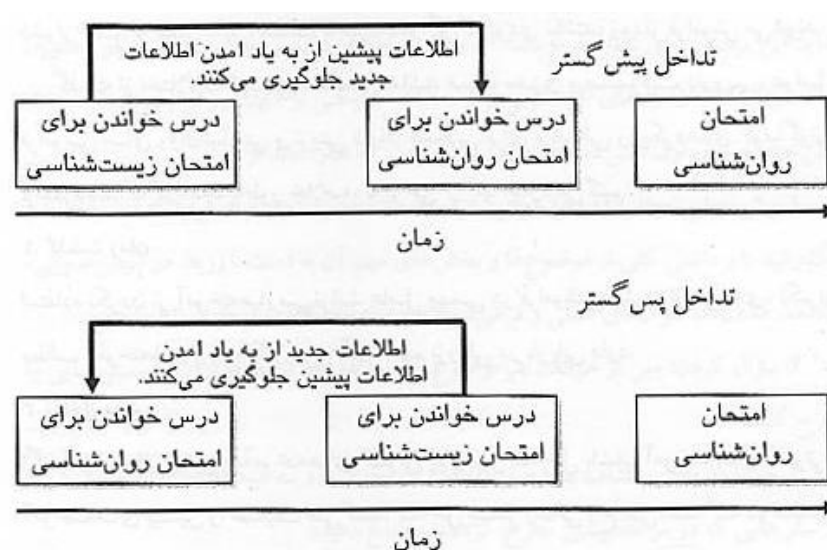 تداخل پیش گستر
اطلاعات پیشین از به یاد امدن اطلاعات
جدید جلوگیری می‌کنند.
امتحان
روان‌شناسی
درس خواندن برای
امتحان روان‌شناسی
درس خواندن برای
امتحان زیست‌شناسی
زمان
تداخل پس گستر
اطلاعات جدید از به یاد امدن
اطلاعات پیشین جلوگیری می‌کنند.
امتحان
روان‌شناسی
درس خواندن برای
امتحان زیست‌شناسی
درس خواندن برای
امتحان روان‌شناسی
زمان